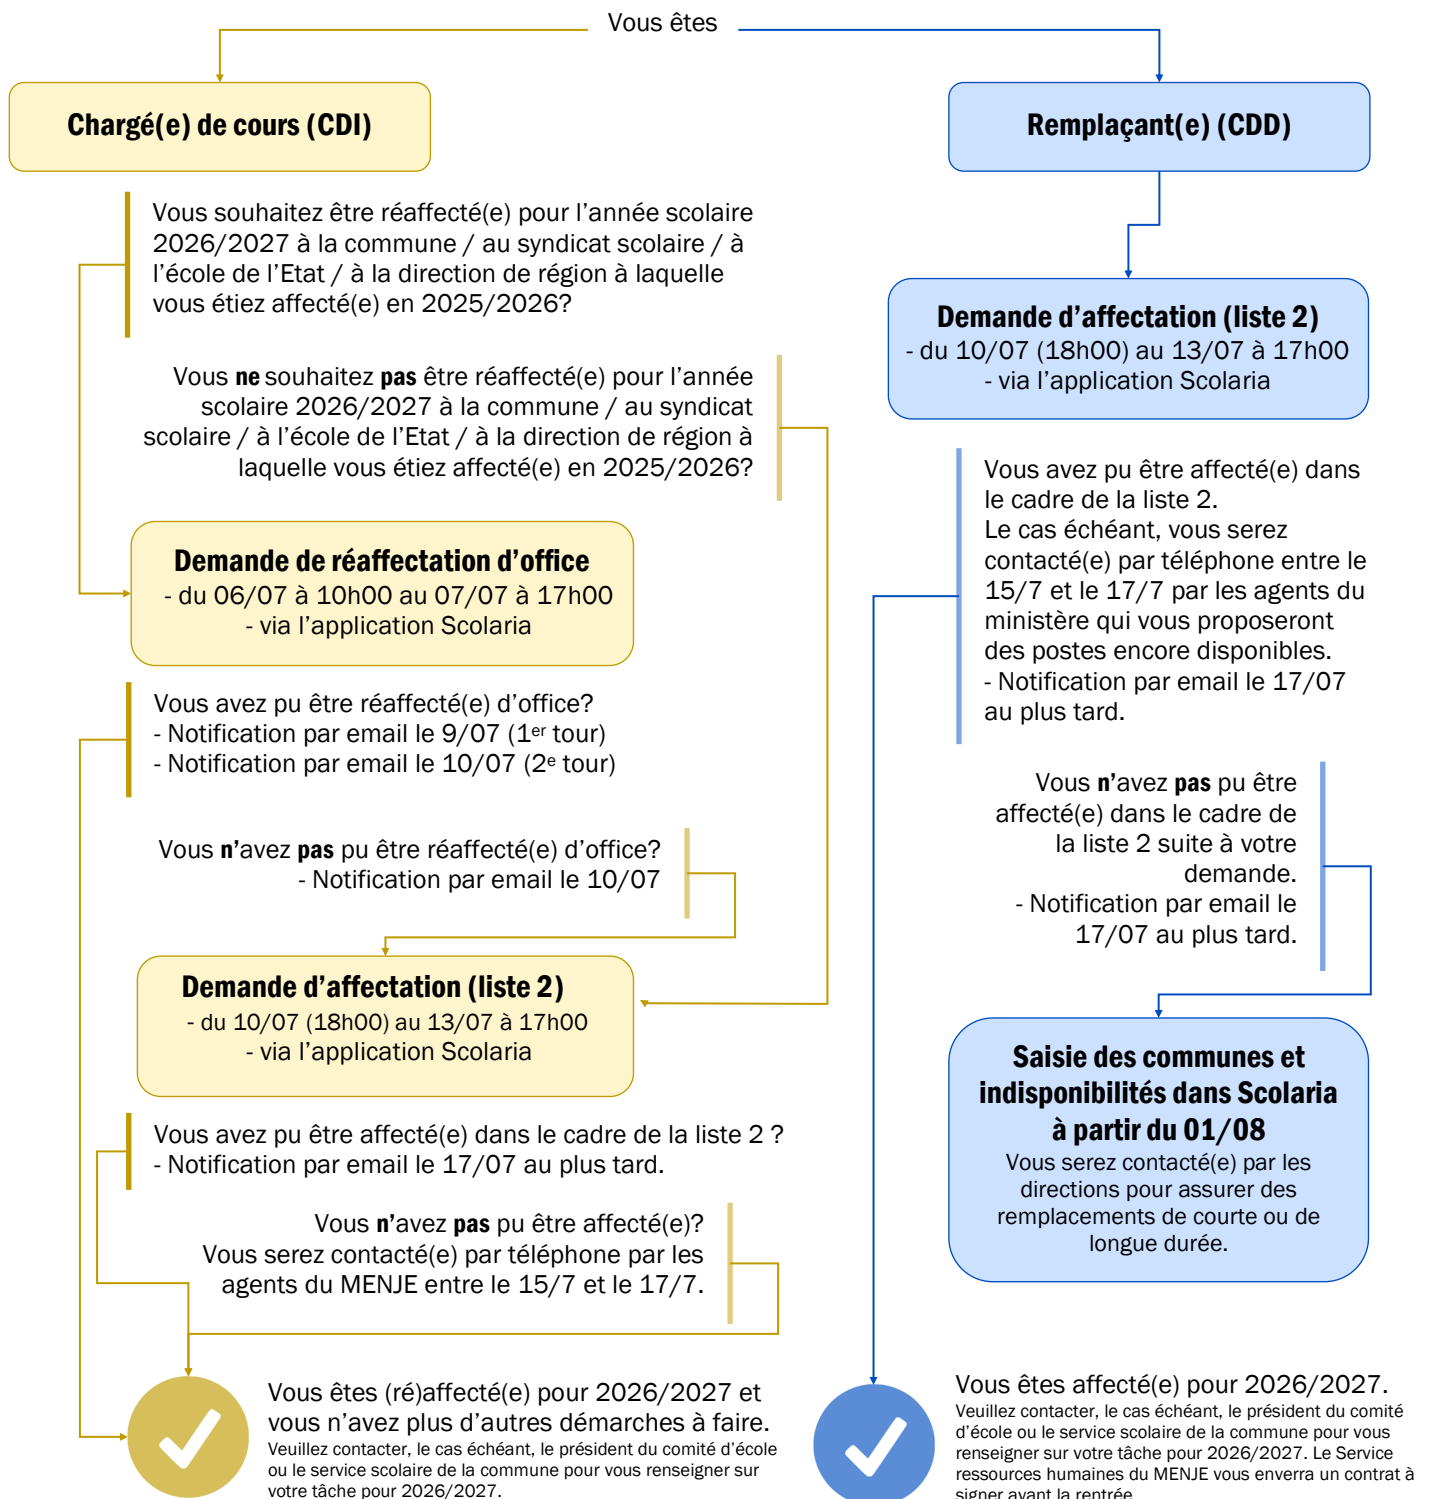 Vous êtes
Chargé(e) de cours (CDI)
Vous souhaitez être réaffecté(e) pour l'année scolaire
2026/2027 à la commune / au syndicat scolaire / à
l'école de l'Etat / à la direction de région à laquelle
vous étiez affecté(e) en 2025/2026?
Vous ne souhaitez pas être réaffecté(e) pour l'année
scolaire 2026/2027 à la commune / au syndicat
scolaire / à l'école de l'Etat / à la direction de région à
laquelle vous étiez affecté(e) en 2025/2026?
Demande de réaffectation d'office
- du 06/07 à 10h00 au 07/07 à 17h00
- via l'application Scolaria
Vous avez pu être réaffecté(e) d'office?
- Notification par email le 9/07 (1er tour)
- Notification par email le 10/07 (2e tour)
Vous n'avez pas pu être réaffecté(e) d'office?
- Notification par email le 10/07
Demande d'affectation (liste 2)
- du 10/07 (18h00) au 13/07 à 17h00
- via l'application Scolaria
Vous avez pu être affecté(e) dans le cadre de la liste 2 ?
- Notification par email le 17/07 au plus tard.
Vous n'avez pas pu être affecté(e)?
Vous serez contacté(e) par téléphone par les
agents du MENJE entre le 15/7 et le 17/7.
Vous êtes (ré)affecté(e) pour 2026/2027 et
vous n'avez plus d'autres démarches à faire.
Veuillez contacter, le cas échéant, le président du comité d'école
ou le service scolaire de la commune pour vous renseigner sur
votre tâche pour 2026/2027.
Remplaçant(e) (CDD)
Demande d'affectation (liste 2)
- du 10/07 (18h00) au 13/07 à 17h00
- via l'application Scolaria
Vous avez pu être affecté(e) dans
le cadre de la liste 2.
Le cas échéant, vous serez
contacté(e) par téléphone entre le
15/7 et le 17/7 par les agents du
ministère qui vous proposeront
des postes encore disponibles.
- Notification par email le 17/07
au plus tard.
Vous n'avez pas pu être
affecté(e) dans le cadre de
la liste 2 suite à votre
demande.
- Notification par email le
17/07 au plus tard.
Saisie des communes et
indisponibilités dans Scolaria
à partir du 01/08
Vous serez contacté(e) par les
directions pour assurer des
remplacements de courte ou de
longue durée.
Vous êtes affecté(e) pour 2026/2027.
Veuillez contacter, le cas échéant, le président du comité
d'école ou le service scolaire de la commune pour vous
renseigner sur votre tâche pour 2026/2027. Le Service
ressources humaines du MENJE vous enverra un contrat à
signer avant la rentrée